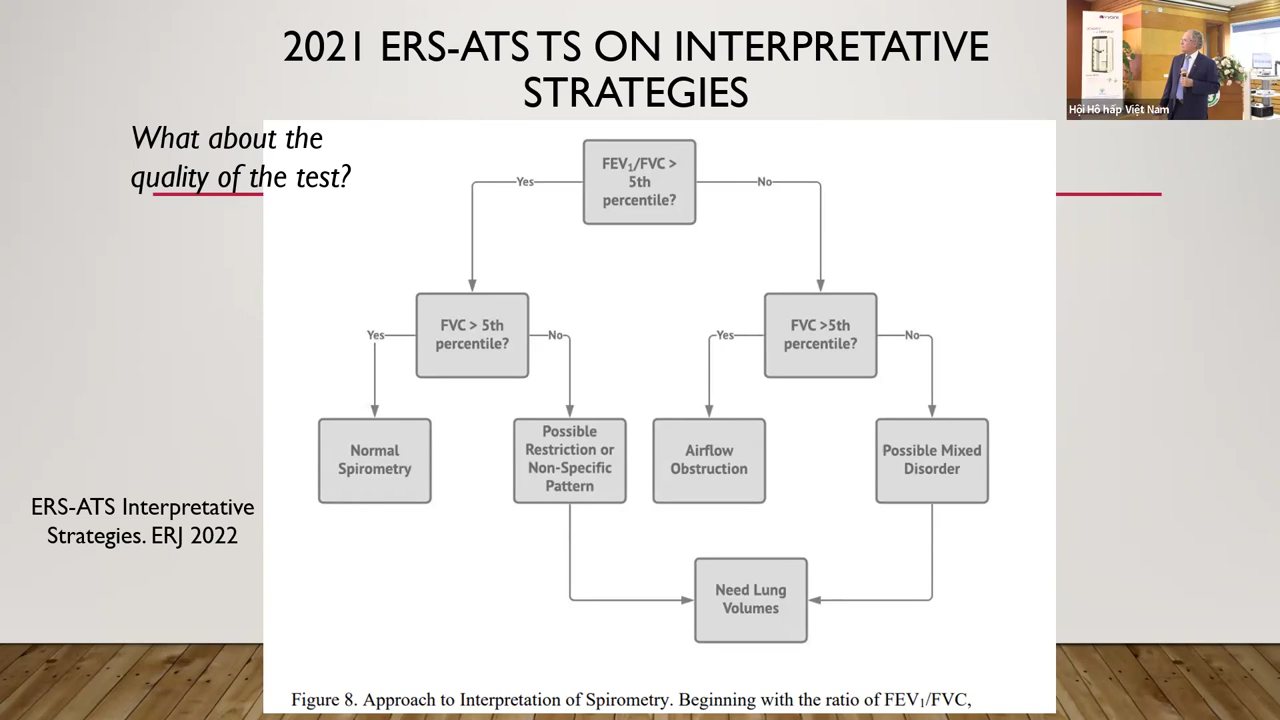 2021 ERS-ATS TS ON INTERPRETATIVE
STRATEGIES
Hội Hô hấp Việt Nam
What about the
quality of the test?
FEV₁/FVC >
5th
percentile?
Yes
No
FVC > 5th
percentile?
FVC >5th
percentile?
Yes
No
Yes
No
Normal
Spirometry
Possible
Restriction or
Non-Specific
Pattern
Airflow
Obstruction
Possible Mixed
Disorder
ERS-ATS Interpretative
Strategies. ERJ 2022
Need Lung
Volumes
Figure 8. Approach to Interpretation of Spirometry. Beginning with the ratio of FEV₁/FVC,